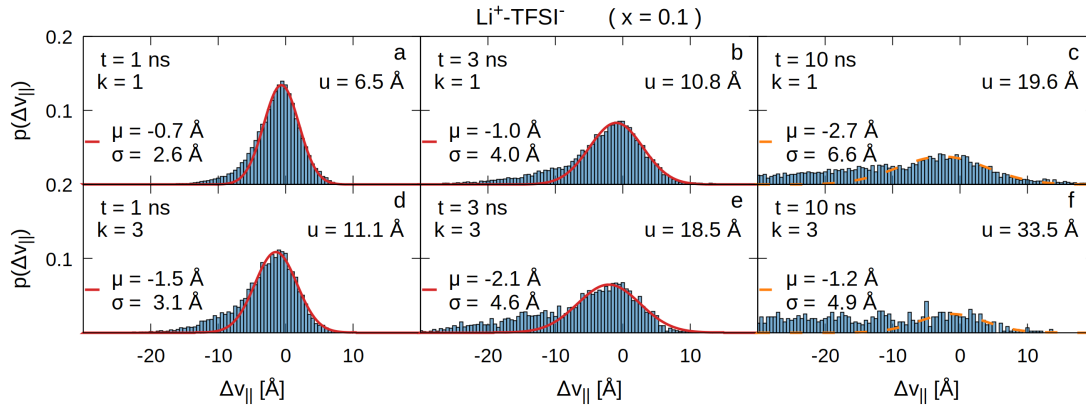 Li⁺-TFSI⁻ ( x = 0.1 )
0.2
0.1
0.2
0.1
p(Δv||)
p(Δv||)
a
t = 1 ns
k = 1
u = 6.5 Å
μ = -0.7 Å
σ = 2.6 Å
b
t = 3 ns
k = 1
u = 10.8 Å
μ = -1.0 Å
σ = 4.0 Å
c
t = 10 ns
k = 1
u = 19.6 Å
μ = -2.7 Å
σ = 6.6 Å
d
t = 1 ns
k = 3
u = 11.1 Å
μ = -1.5 Å
σ = 3.1 Å
e
t = 3 ns
k = 3
u = 18.5 Å
μ = -2.1 Å
σ = 4.6 Å
f
t = 10 ns
k = 3
u = 33.5 Å
μ = -1.2 Å
σ = 4.9 Å
-20 -10 0 10
-20 -10 0 10
-20 -10 0 10
Δv|| [Å]
Δv|| [Å]
Δv|| [Å]